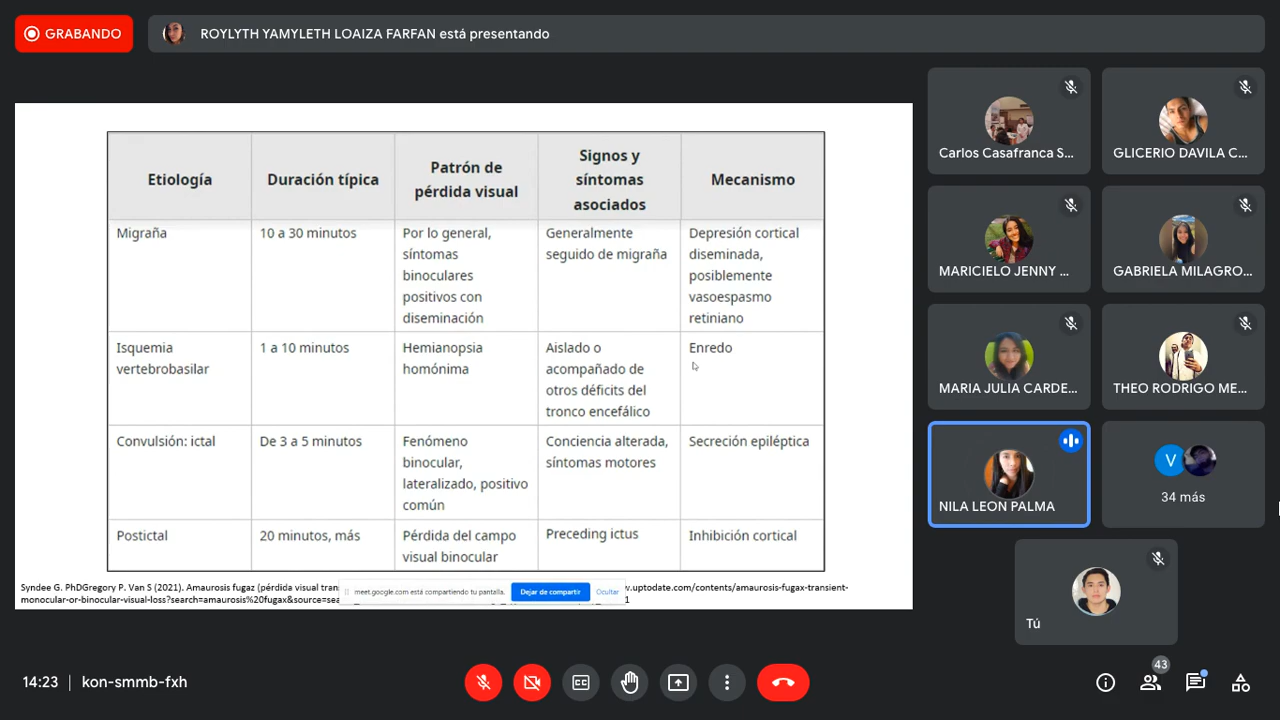 GRABANDO
ROYLYTH YAMYLETH LOAIZA FARFAN está presentando
Etiología
Duración típica
Patrón de
pérdida visual
Signos y
síntomas
asociados
Mecanismo
Migraña
10 a 30 minutos
Por lo general,
síntomas
binoculares
positivos con
diseminación
Generalmente
seguido de migraña
Depresión cortical
diseminada,
posiblemente
vasoespasmo
retiniano
Isquemia
vertebrobasilar
1 a 10 minutos
Hemianopsia
homónima
Aislado o
acompañado de
otros déficits del
tronco encefálico
Enredo
Convulsión: ictal
De 3 a 5 minutos
Fenómeno
binocular,
lateralizado, positivo
común
Conciencia alterada,
síntomas motores
Secreción epiléptica
Postictal
20 minutos, más
Pérdida del campo
visual binocular
Preceding ictus
Inhibición cortical
Syndee G. PhDGregory P. Van S (2021). Amaurosis fugaz (pérdida visual trans
.uptodate.com/contents/amaurosis-fugax-transient-
monocular-or-binocular-visual-loss?search=amaurosis%20fugax&source=sea
1
meet.google.com está compartiendo tu pantalla.
Dejar de compartir
Ocultar
Carlos Casafranca S...
GLICERIO DAVILA C...
MARICIELO JENNY ...
GABRIELA MILAGRO...
MARIA JULIA CARDE...
THEO RODRIGO ME...
NILA LEON PALMA
V
34 más
Tú
14:23 | kon-smmb-fxh
43